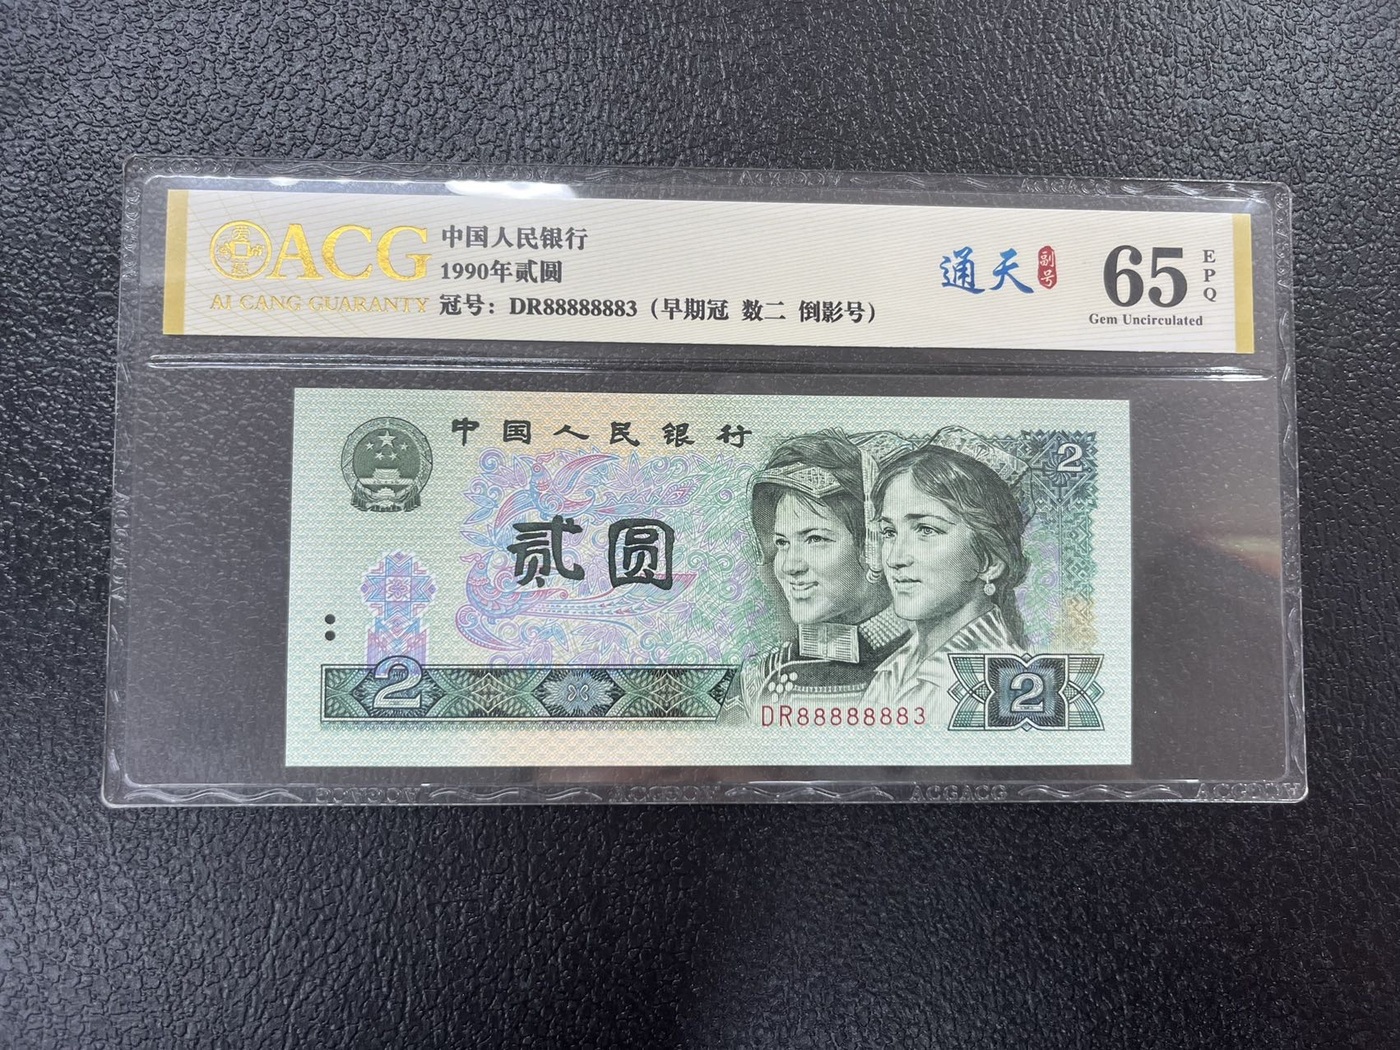 ACG
AI CANG GUARANTY
中国人民银行
1990年贰圆
冠号：DR88888883（早期冠 数二 倒影号）
通天
副号
65
EPQ
Gem Uncirculated
中国人民银行
2
贰圆
2
2
DR88888883
ACGACG